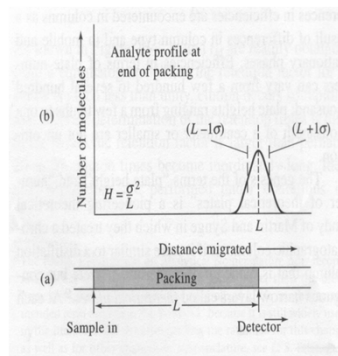 Analyte profile at
end of packing
(b)
Number of molecules
(L−1σ)
(L+1σ)
H = σ²/L
L
Distance migrated
(a)
Packing
L
Sample in
Detector